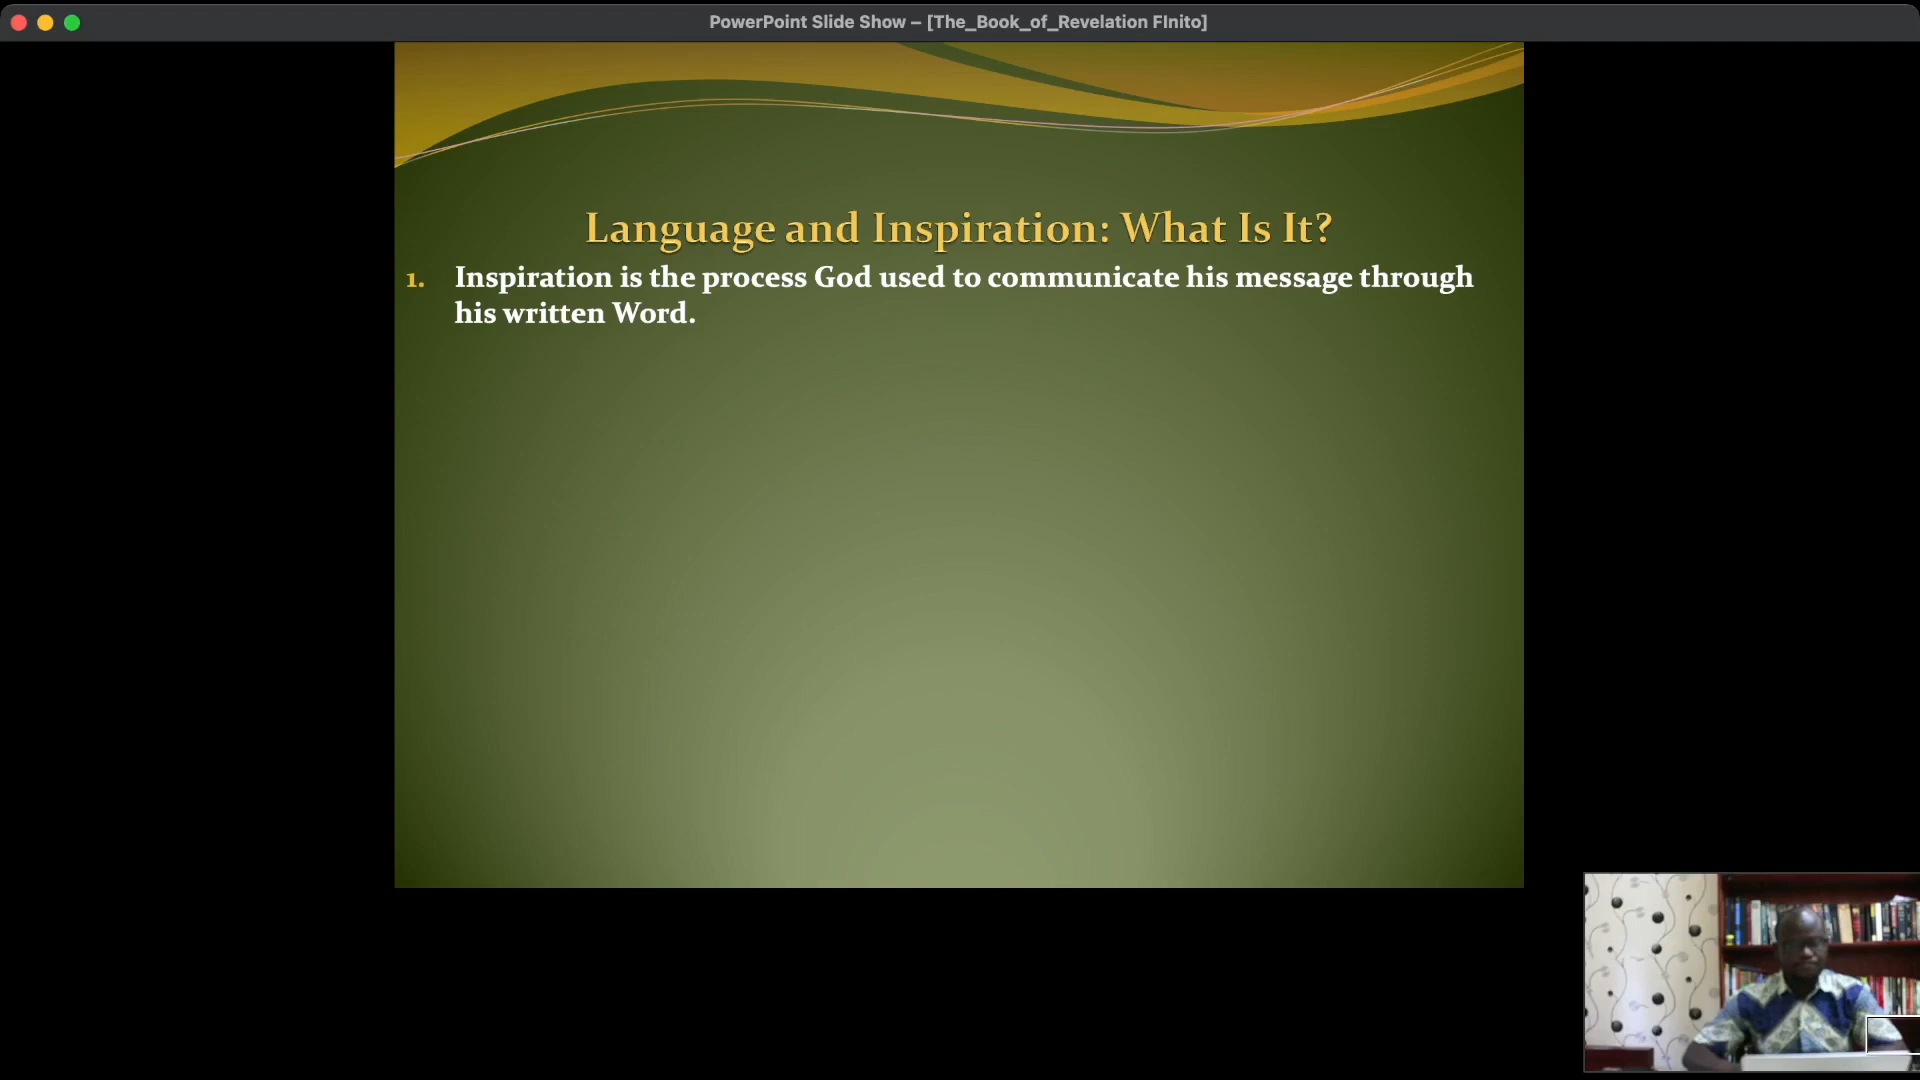 PowerPoint Slide Show – [The_Book_of_Revelation FInito]
Language and Inspiration: What Is It?
1. Inspiration is the process God used to communicate his message through
his written Word.